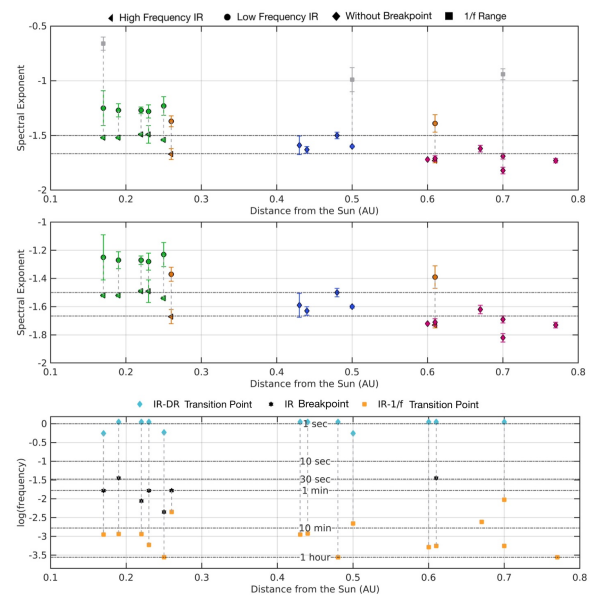 High Frequency IR Low Frequency IR Without Breakpoint 1/f Range
-0.5
-1
-1.5
-2
Spectral Exponent
0.1 0.2 0.3 0.4 0.5 0.6 0.7 0.8
Distance from the Sun (AU)
-1
-1.2
-1.4
-1.6
-1.8
-2
Spectral Exponent
0.1 0.2 0.3 0.4 0.5 0.6 0.7 0.8
Distance from the Sun (AU)
IR-DR Transition Point IR Breakpoint IR-1/f Transition Point
0
-0.5
-1
-1.5
-2
-2.5
-3
-3.5
log(frequency)
1 sec
10 sec
30 sec
1 min
10 min
1 hour
0.1 0.2 0.3 0.4 0.5 0.6 0.7 0.8
Distance from the Sun (AU)